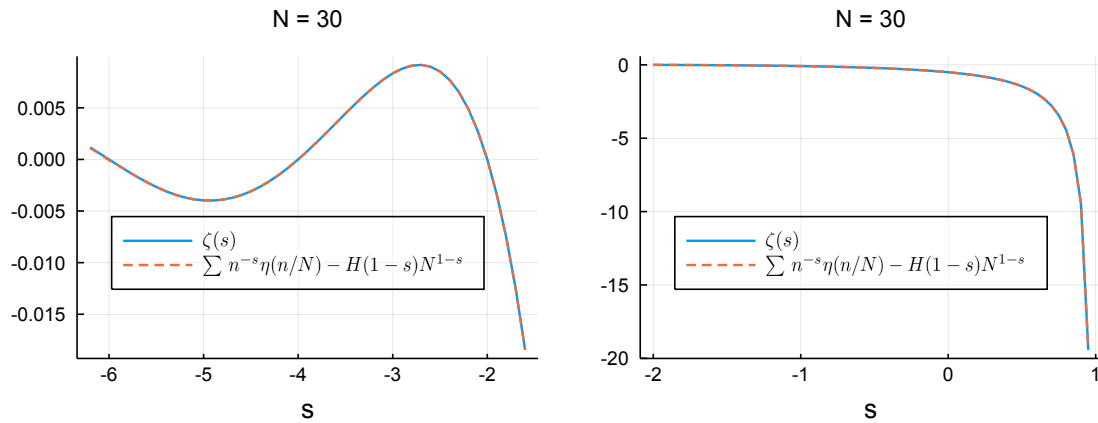 N = 30
0.005
0.000
-0.005
-0.010
-0.015
ζ(s)
∑ n^{-s}η(n/N) − H(1 − s)N^{1−s}
-6 -5 -4 -3 -2
s
N = 30
0
-5
-10
-15
-20
ζ(s)
∑ n^{-s}η(n/N) − H(1 − s)N^{1−s}
-2 -1 0 1
s